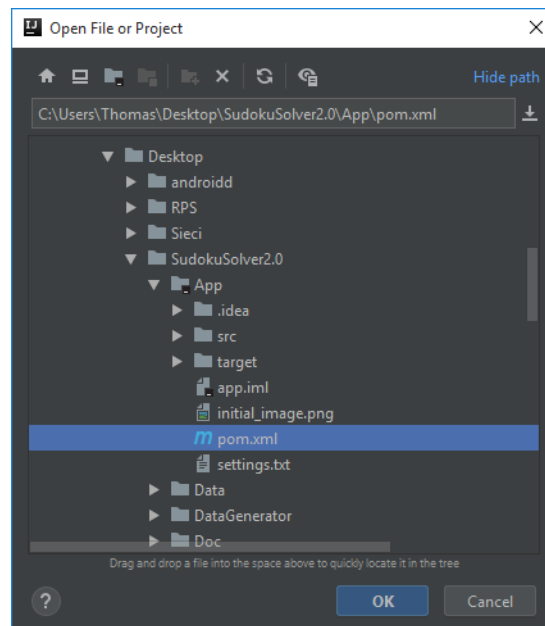 Open File or Project
Hide path
C:\Users\Thomas\Desktop\SudokuSolver2.0\App\pom.xml
Desktop
androidd
RPS
Sieci
SudokuSolver2.0
App
.idea
src
target
app.iml
initial_image.png
m pom.xml
settings.txt
Data
DataGenerator
Doc
Drag and drop a file into the space above to quickly locate it in the tree
? OK Cancel